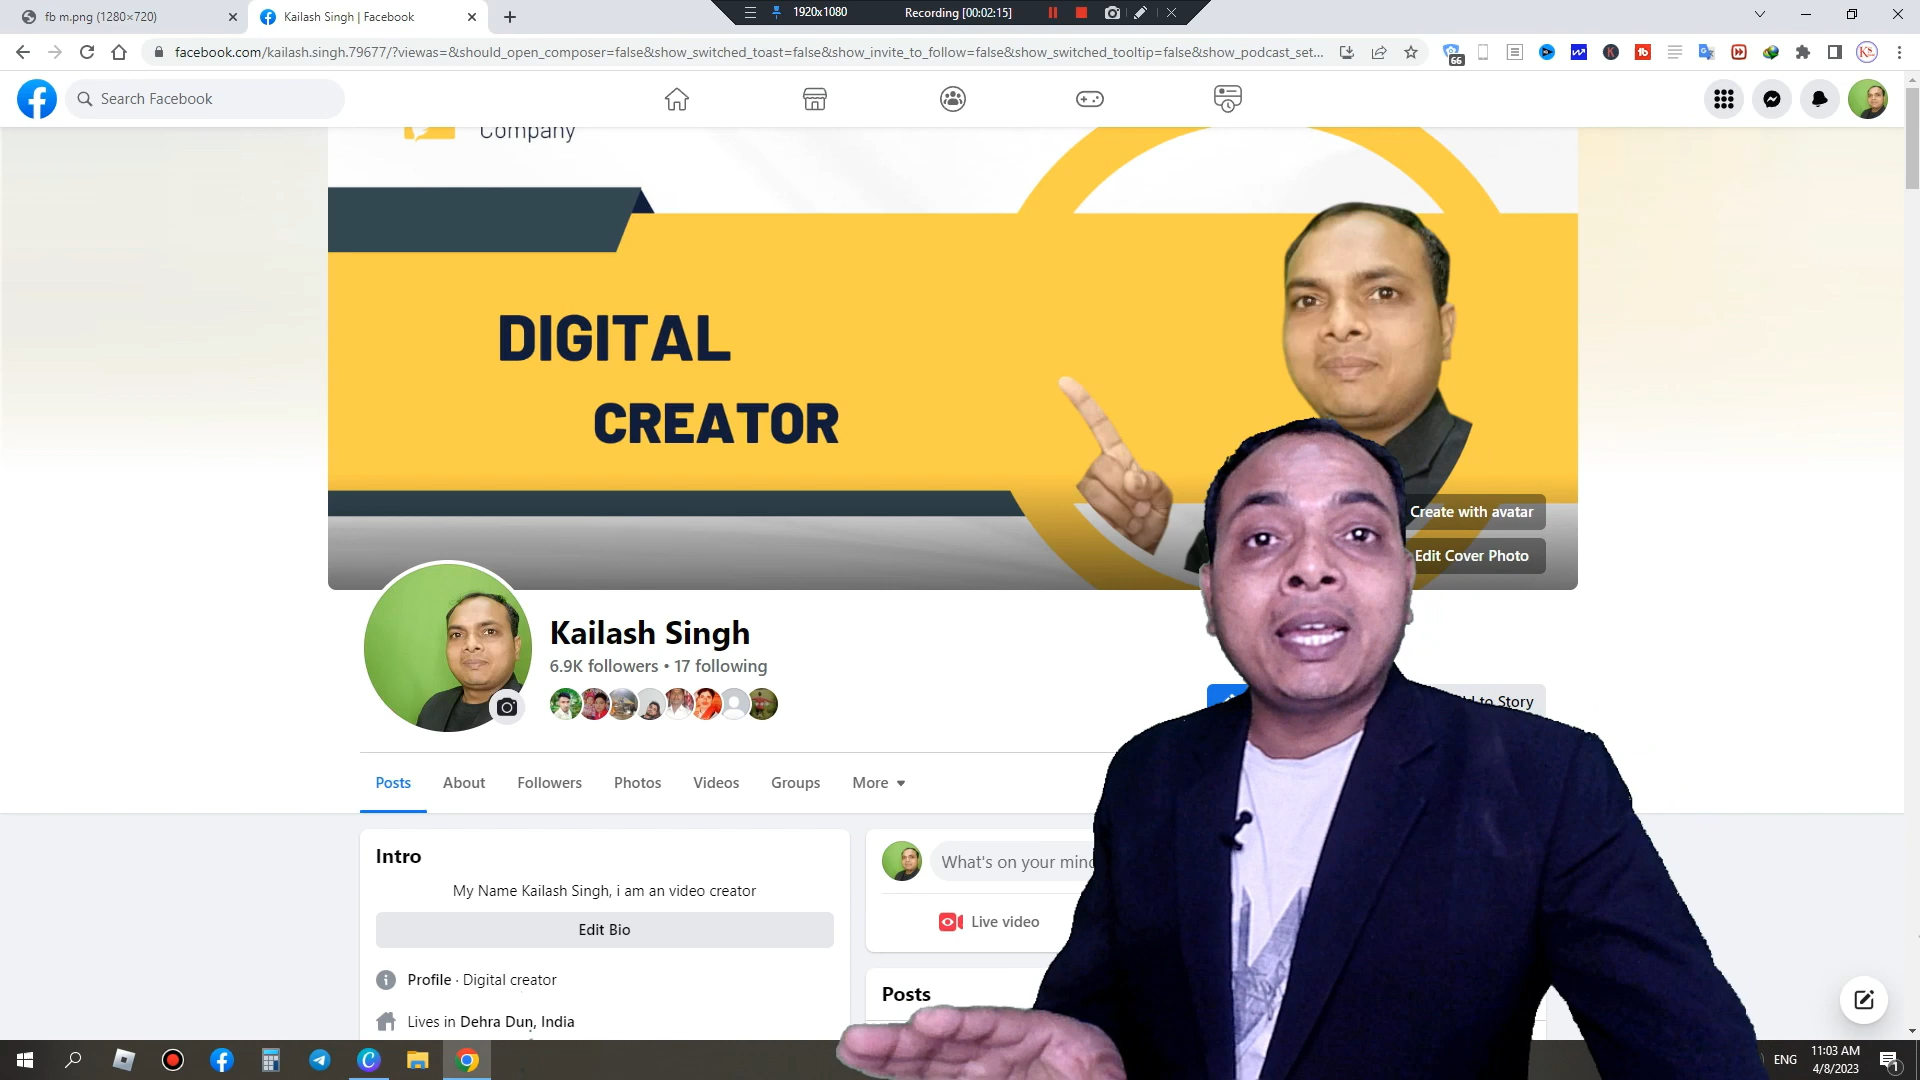 fb m.png (1280×720)
Kailash Singh | Facebook
1920x1080
Recording [00:02:15]
facebook.com/kailash.singh.79677/?viewas=&should_open_composer=false&show_switched_toast=false&show_invite_to_follow=false&show_switched_tooltip=false&show_podcast_set...
66
Search Facebook
Company
DIGITAL
CREATOR
Create with avatar
Edit Cover Photo
Kailash Singh
6.9K followers • 17 following
to Story
Posts
About
Followers
Photos
Videos
Groups
More
Intro
My Name Kailash Singh, i am an video creator
Edit Bio
Profile · Digital creator
Lives in Dehra Dun, India
What's on your mind
Live video
Posts
ENG
11:03 AM
4/8/2023
1